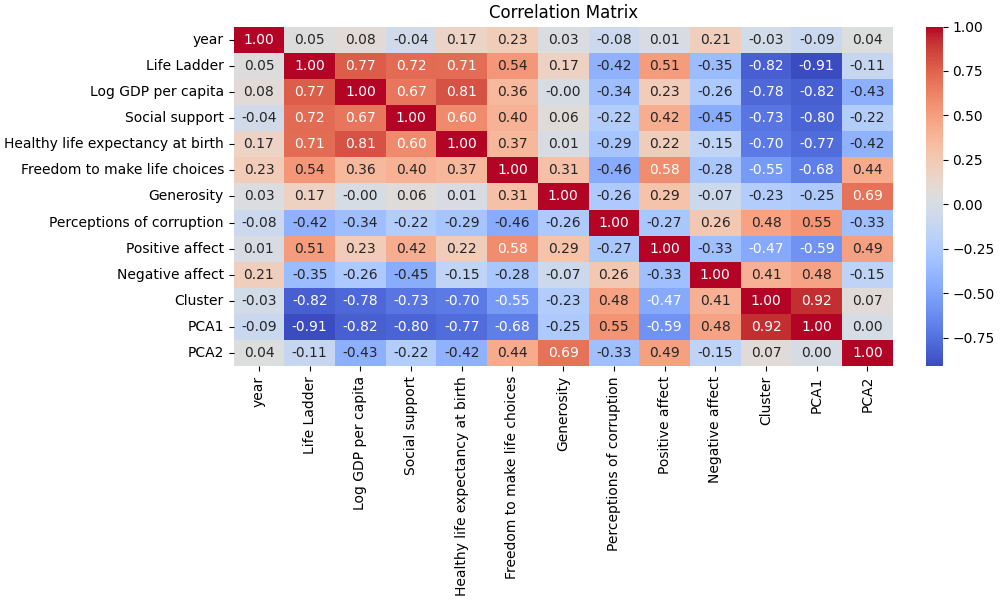 Correlation Matrix
year 1.00 0.05 0.08 -0.04 0.17 0.23 0.03 -0.08 0.01 0.21 -0.03 -0.09 0.04
Life Ladder 0.05 1.00 0.77 0.72 0.71 0.54 0.17 -0.42 0.51 -0.35 -0.82 -0.91 -0.11
Log GDP per capita 0.08 0.77 1.00 0.67 0.81 0.36 -0.00 -0.34 0.23 -0.26 -0.78 -0.82 -0.43
Social support -0.04 0.72 0.67 1.00 0.60 0.40 0.06 -0.22 0.42 -0.45 -0.73 -0.80 -0.22
Healthy life expectancy at birth 0.17 0.71 0.81 0.60 1.00 0.37 0.01 -0.29 0.22 -0.15 -0.70 -0.77 -0.42
Freedom to make life choices 0.23 0.54 0.36 0.40 0.37 1.00 0.31 -0.46 0.58 -0.28 -0.55 -0.68 0.44
Generosity 0.03 0.17 -0.00 0.06 0.01 0.31 1.00 -0.26 0.29 -0.07 -0.23 -0.25 0.69
Perceptions of corruption -0.08 -0.42 -0.34 -0.22 -0.29 -0.46 -0.26 1.00 -0.27 0.26 0.48 0.55 -0.33
Positive affect 0.01 0.51 0.23 0.42 0.22 0.58 0.29 -0.27 1.00 -0.33 -0.47 -0.59 0.49
Negative affect 0.21 -0.35 -0.26 -0.45 -0.15 -0.28 -0.07 0.26 -0.33 1.00 0.41 0.48 -0.15
Cluster -0.03 -0.82 -0.78 -0.73 -0.70 -0.55 -0.23 0.48 -0.47 0.41 1.00 0.92 0.07
PCA1 -0.09 -0.91 -0.82 -0.80 -0.77 -0.68 -0.25 0.55 -0.59 0.48 0.92 1.00 0.00
PCA2 0.04 -0.11 -0.43 -0.22 -0.42 0.44 0.69 -0.33 0.49 -0.15 0.07 0.00 1.00
year
Life Ladder
Log GDP per capita
Social support
Healthy life expectancy at birth
Freedom to make life choices
Generosity
Perceptions of corruption
Positive affect
Negative affect
Cluster
PCA1
PCA2
1.00
0.75
0.50
0.25
0.00
−0.25
−0.50
−0.75